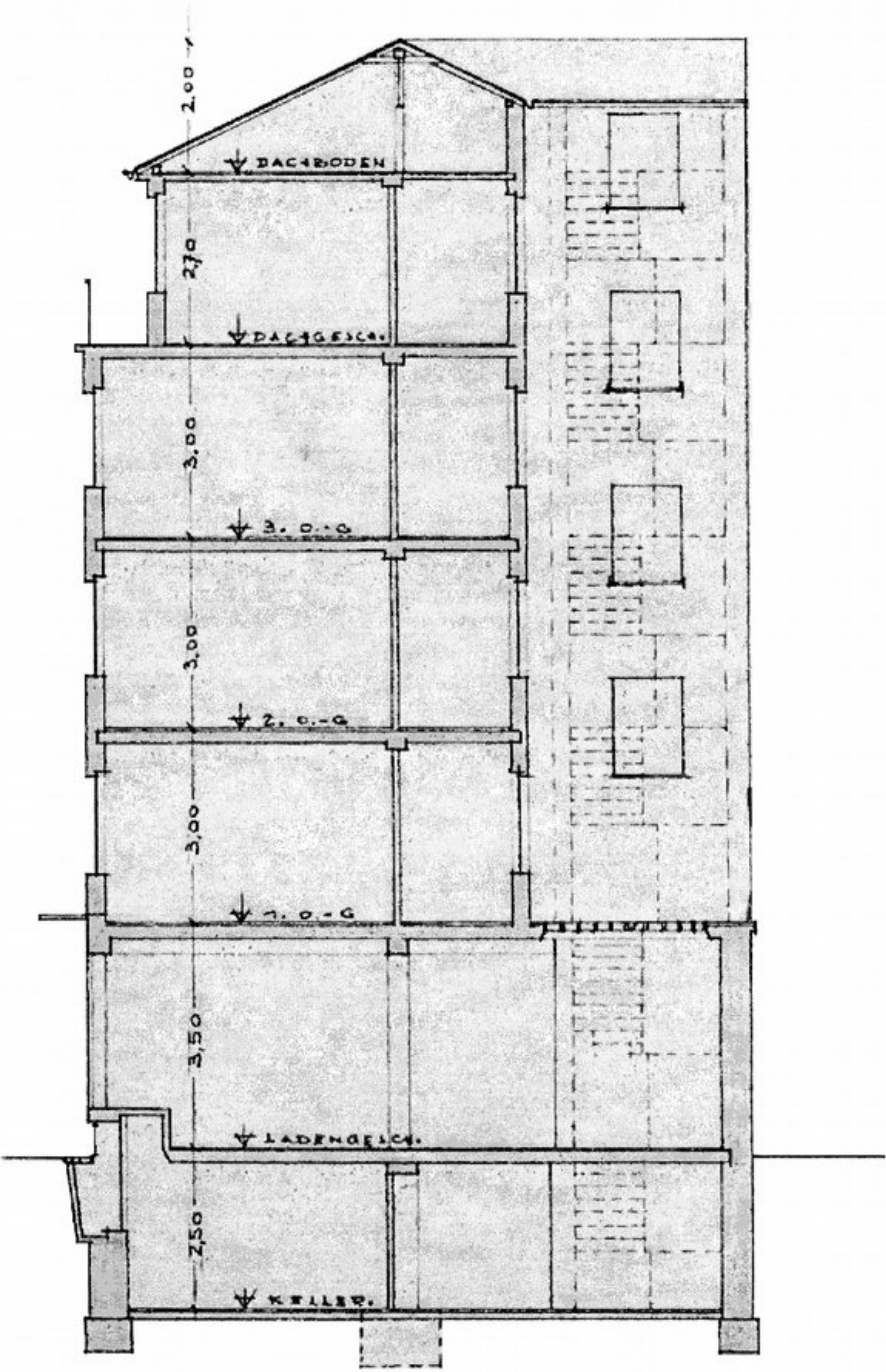 2.00
DACHBODEN
2,70
DACHGESCH.
3.00
3. O.-G
3,00
2. O.-G
3,00
1. O.-G
3,50
LADENGESCH.
2,50
KELLER.